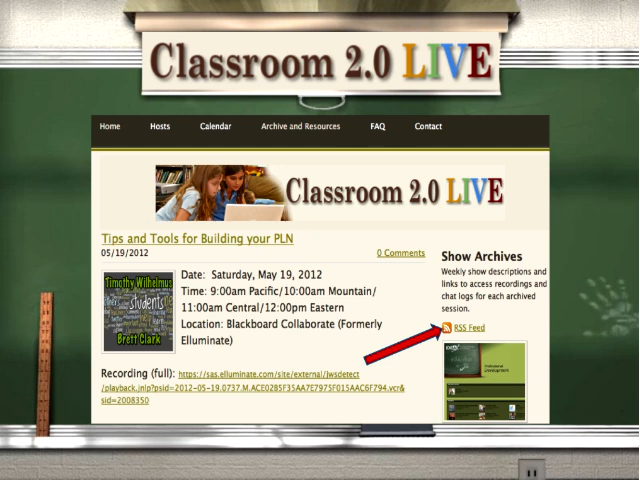 Classroom 2.0 LIVE
Home Hosts Calendar Archive and Resources FAQ Contact
Classroom 2.0 LIVE
Tips and Tools for Building your PLN
05/19/2012
0 Comments
Timothy Wilhelmus
students
Brett Clark
Date: Saturday, May 19, 2012
Time: 9:00am Pacific/10:00am Mountain/
11:00am Central/12:00pm Eastern
Location: Blackboard Collaborate (Formerly
Elluminate)
Recording (full): https://sas.elluminate.com/site/external/jwsdetect
/playback.jnlp?psid=2012-05-19.0737.M.ACE02B5F35AA7E7975F015AAC6F794.vcr&
sid=2008350
Show Archives
Weekly show descriptions and
links to access recordings and
chat logs for each archived
session.
RSS Feed
Professional
Development